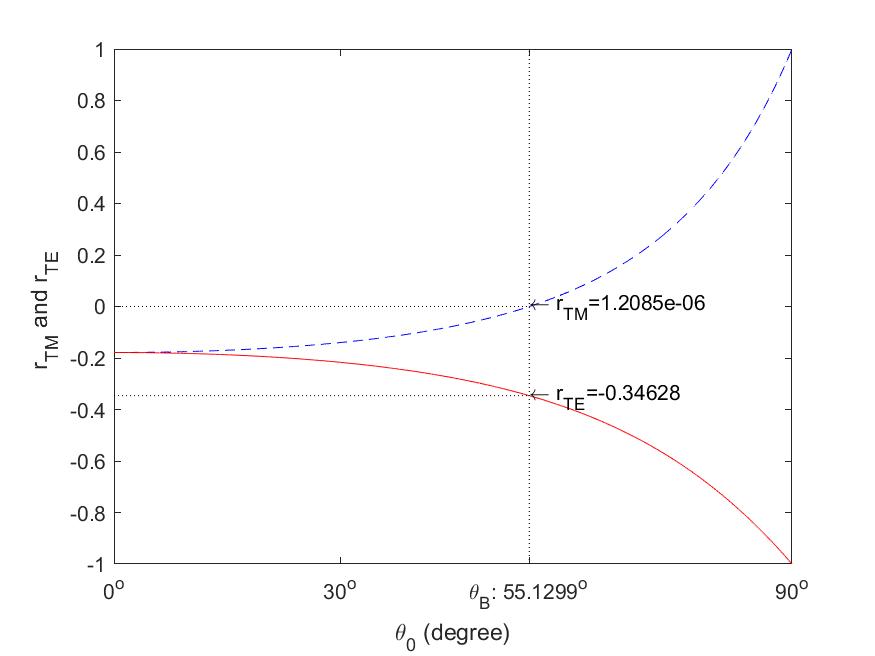 1
0.8
0.6
0.4
0.2
0
-0.2
-0.4
-0.6
-0.8
-1
r_TM and r_TE
← r_TM=1.2085e-06
← r_TE=-0.34628
0° 30° θ_B: 55.1299° 90°
θ_0 (degree)